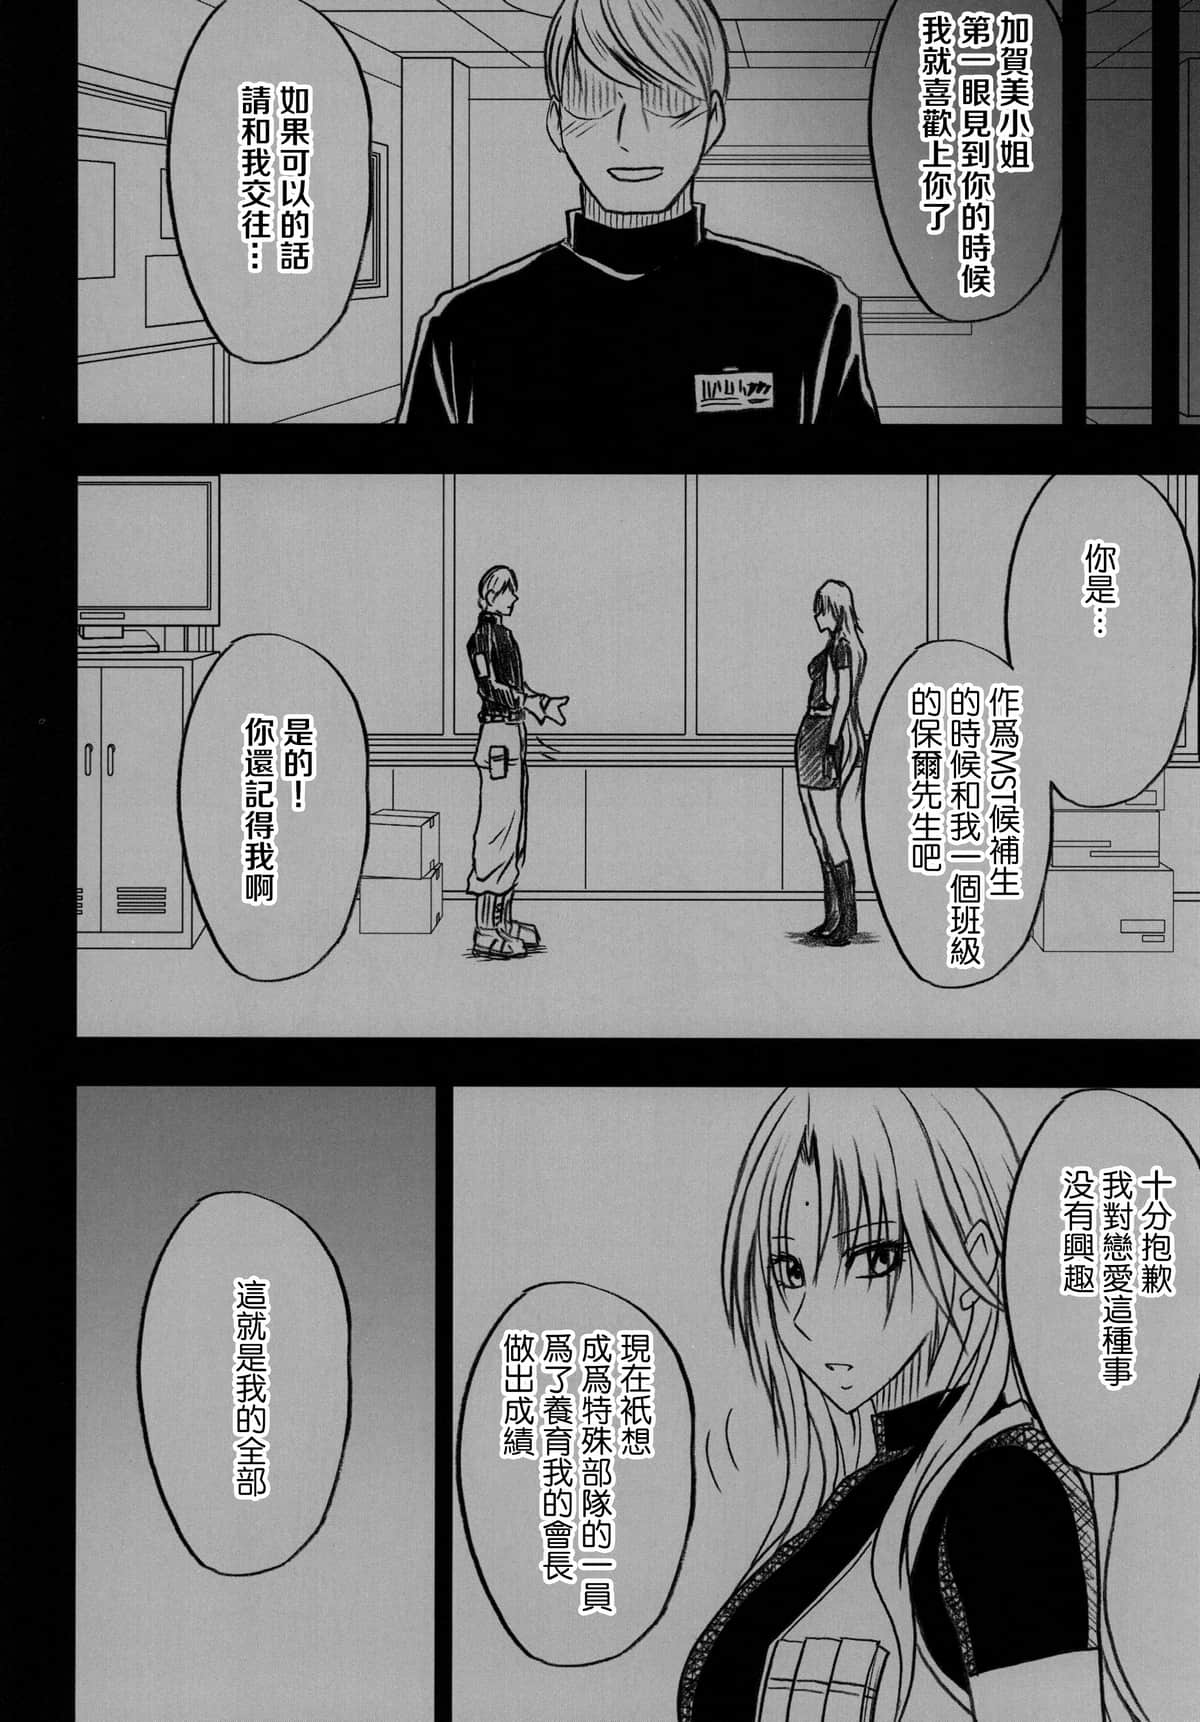 加賀美小姐
第一眼見到你的時候
我就喜歡上你了
如果可以的話
請和我交往…
你是…
作爲MST候補生
的時候和我一個班級
的保爾先生吧
是的！
你還記得我啊
十分抱歉
我對戀愛這種事
没有興趣
現在衹想
成爲特殊部隊的一員
爲了養育我的會長
做出成績
這就是我的全部